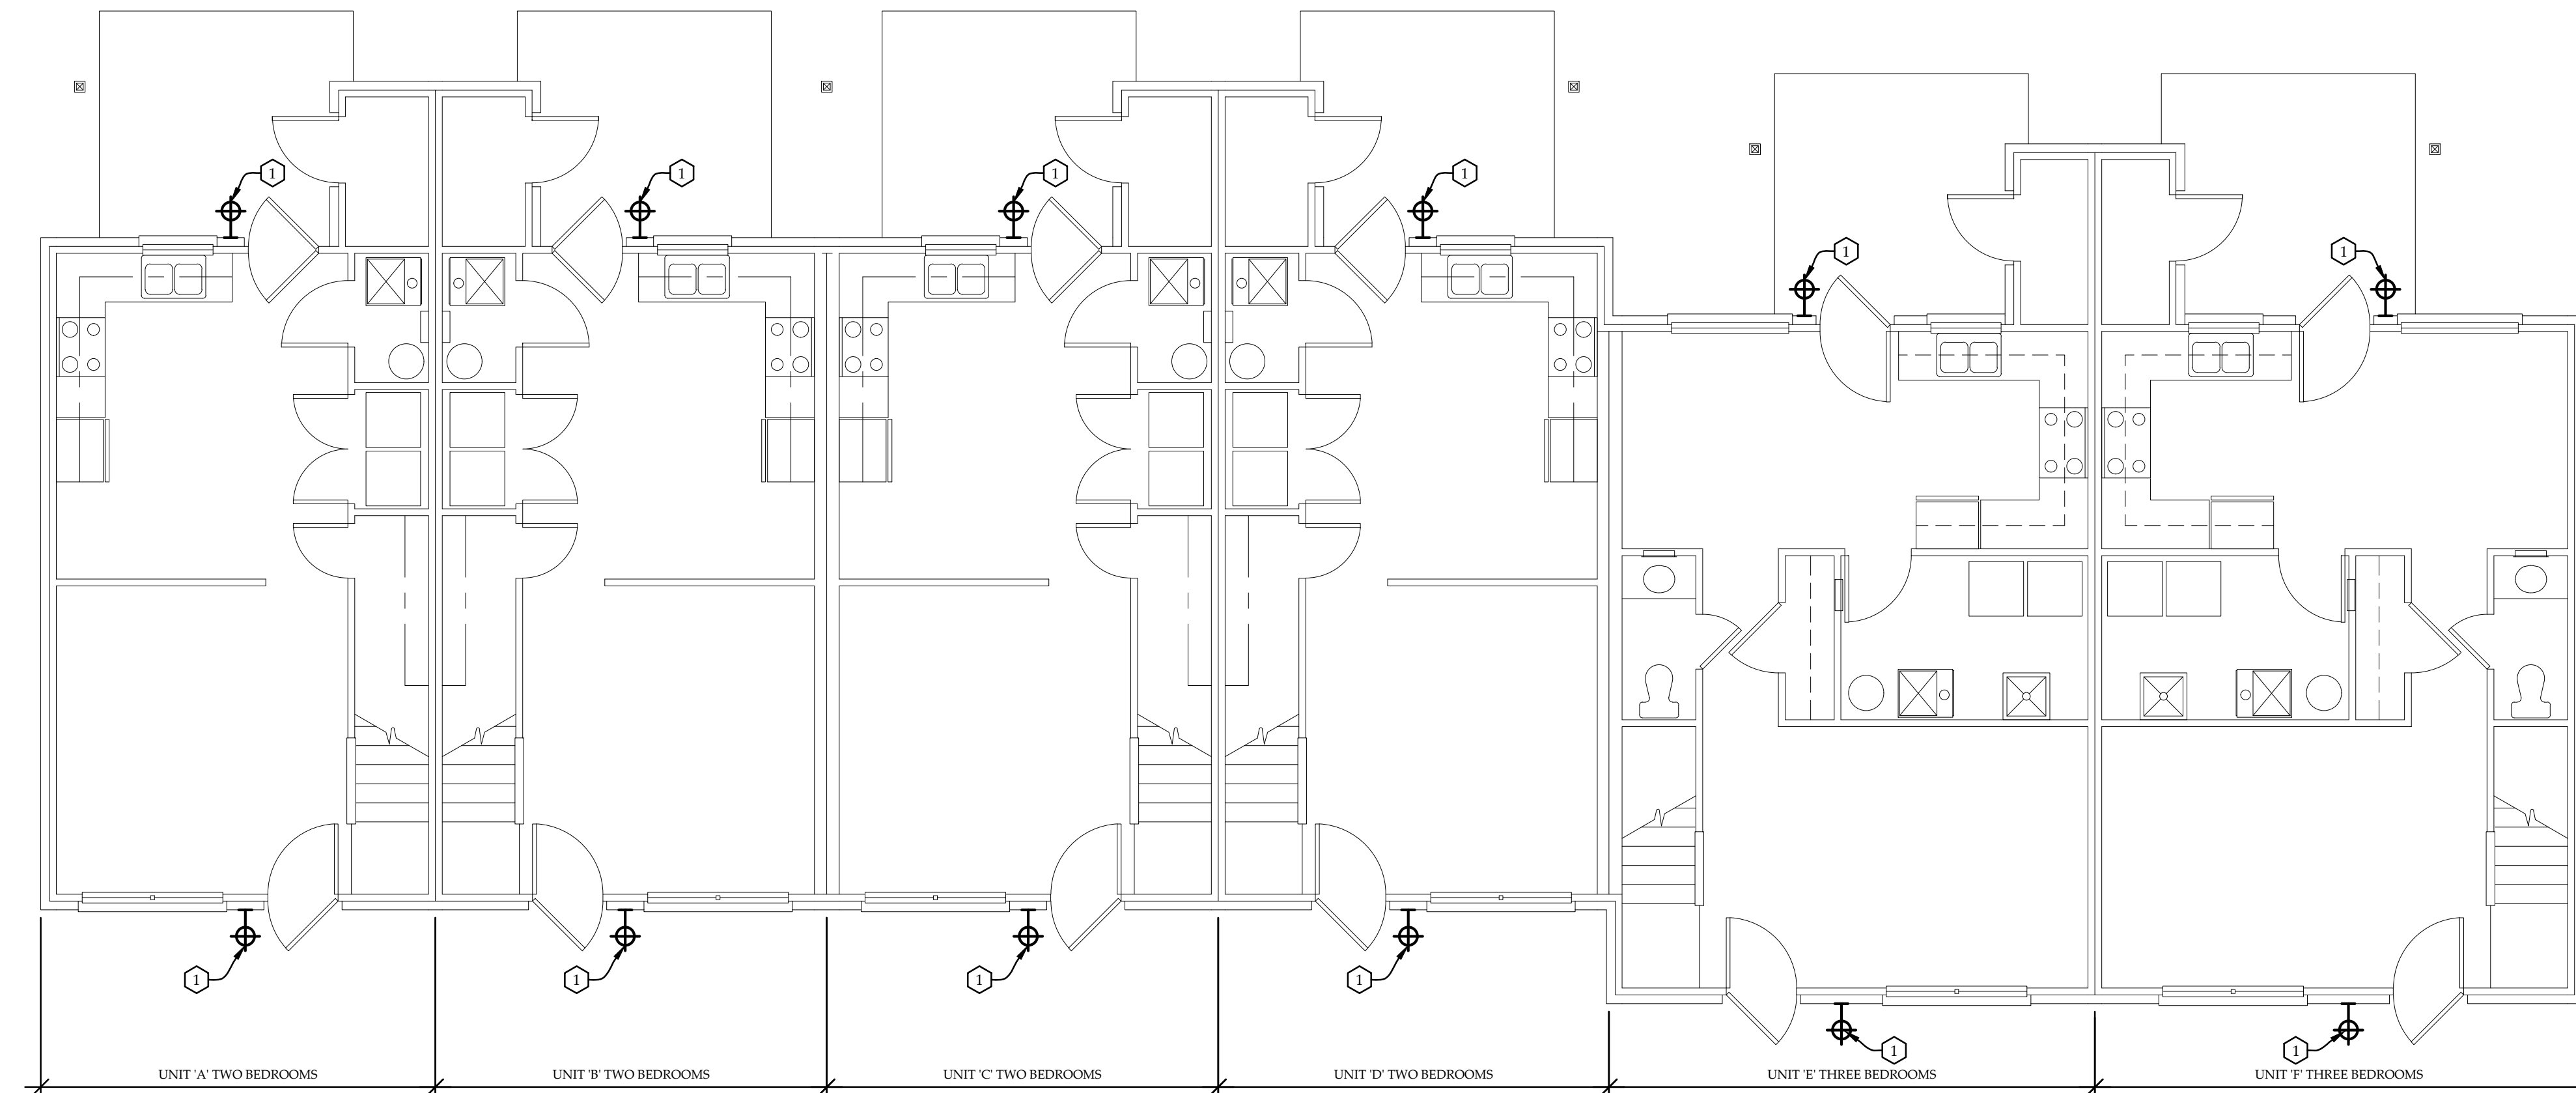 1
1
1
1
1
1
1
1
1
1
1
1
UNIT 'A' TWO BEDROOMS
UNIT 'B' TWO BEDROOMS
UNIT 'C' TWO BEDROOMS
UNIT 'D' TWO BEDROOMS
UNIT 'E' THREE BEDROOMS
UNIT 'F' THREE BEDROOMS